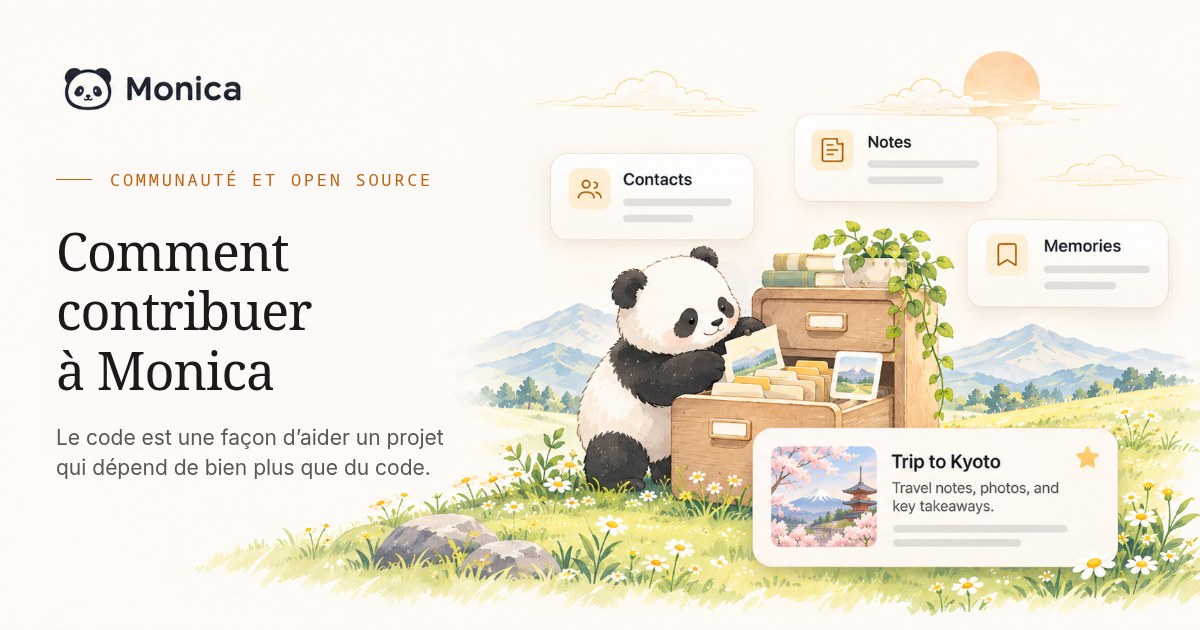 Monica
COMMUNAUTÉ ET OPEN SOURCE
Comment
contribuer
à Monica
Le code est une façon d’aider un projet
qui dépend de bien plus que du code.
Contacts
Notes
Memories
Trip to Kyoto
Travel notes, photos, and
key takeaways.